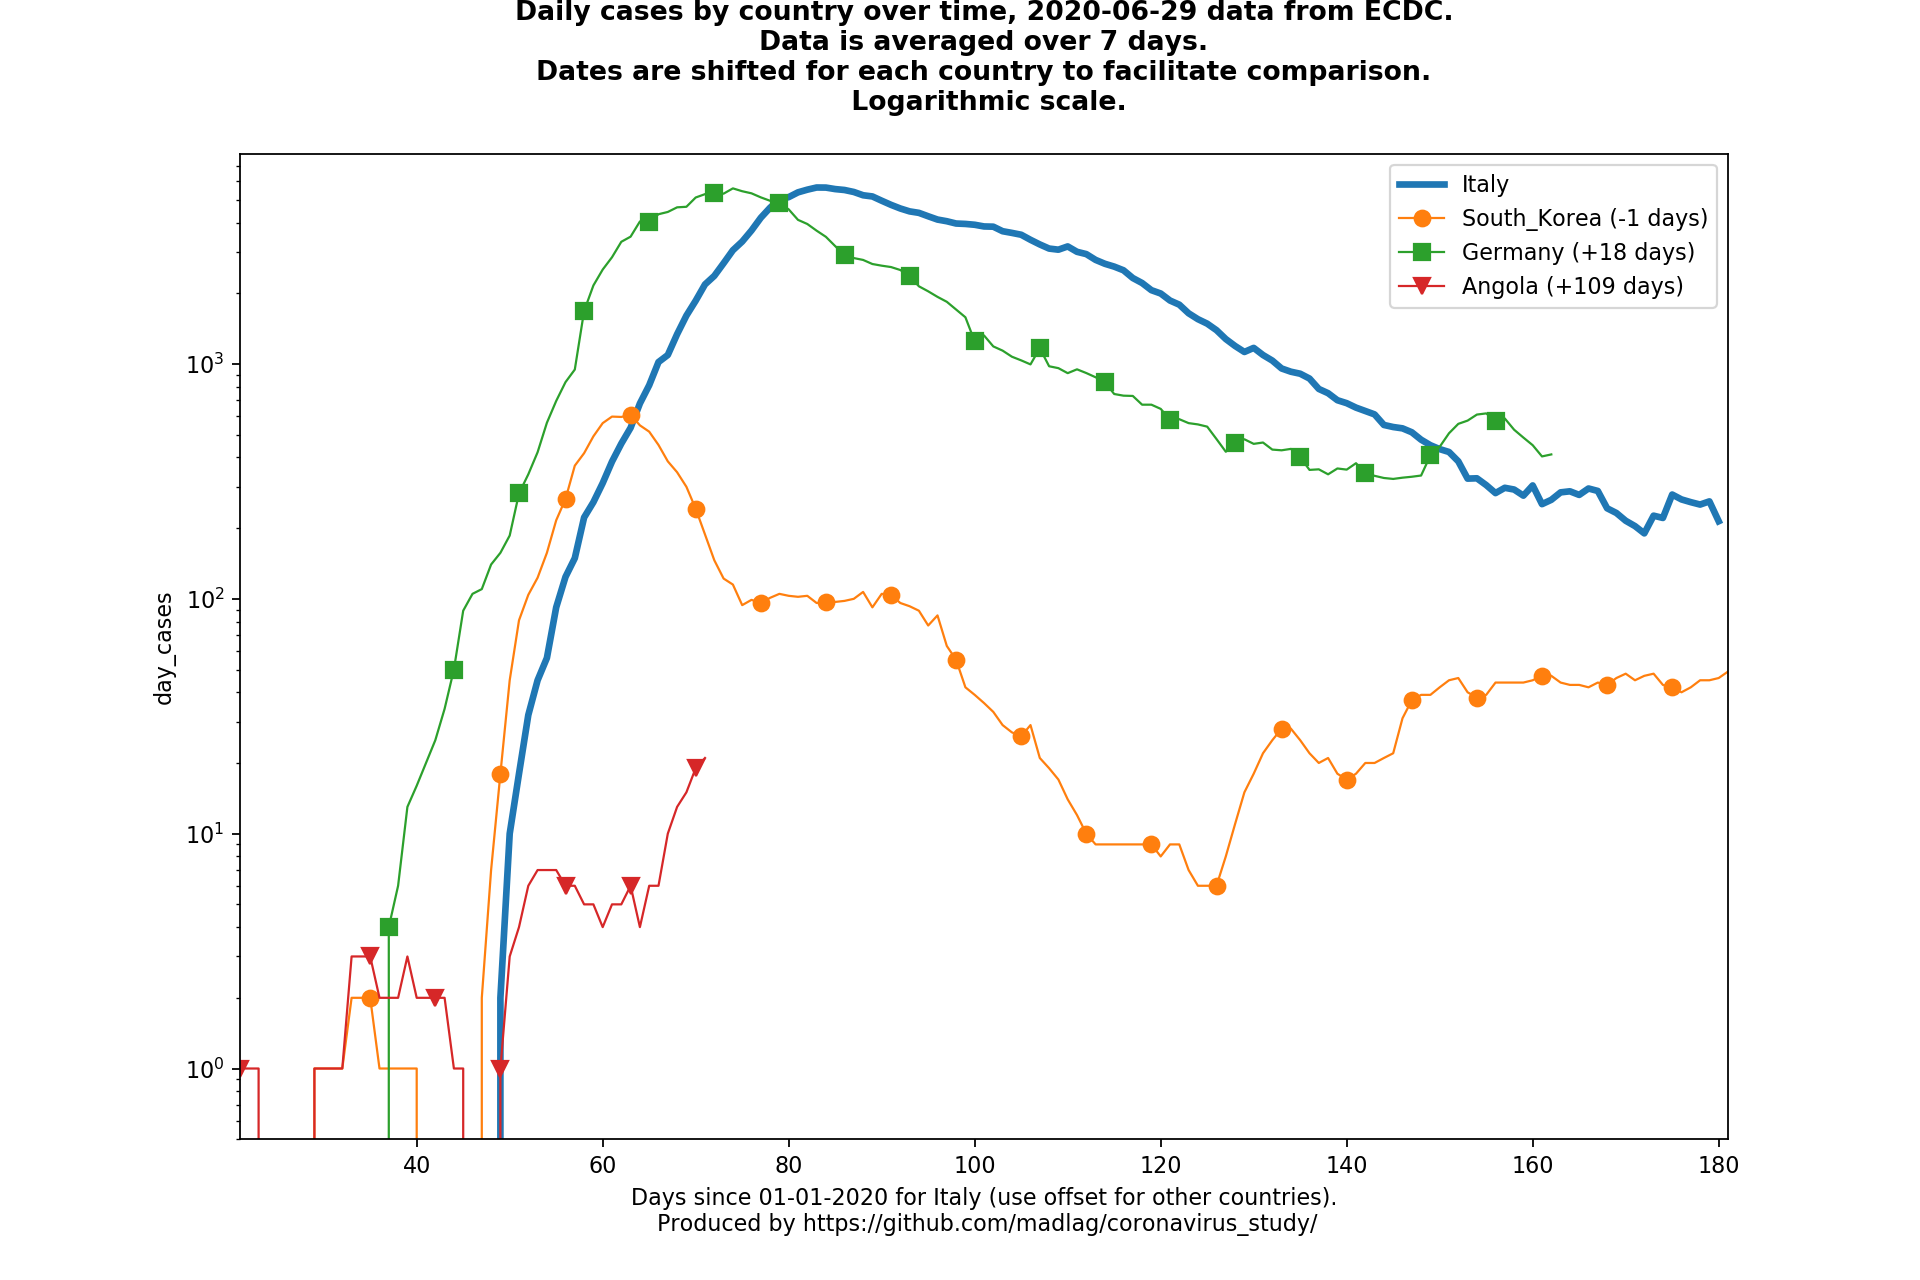 Daily cases by country over time, 2020-06-29 data from ECDC.
Data is averaged over 7 days.
Dates are shifted for each country to facilitate comparison.
Logarithmic scale.
Italy
South_Korea (-1 days)
Germany (+18 days)
Angola (+109 days)
day_cases
10³
10²
10¹
10⁰
40 60 80 100 120 140 160 180
Days since 01-01-2020 for Italy (use offset for other countries).
Produced by https://github.com/madlag/coronavirus_study/